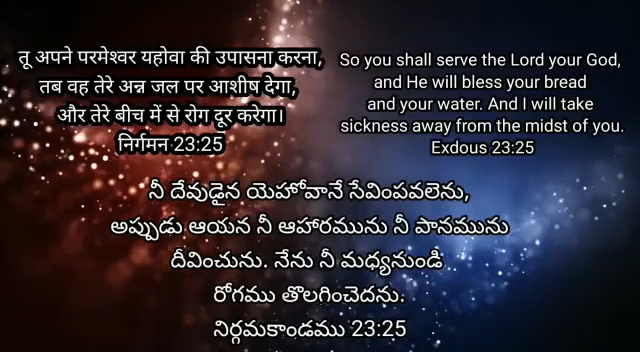 तू अपने परमेश्वर यहोवा की उपासना करना,
तब वह तेरे अन्न जल पर आशीष देगा,
और तेरे बीच में से रोग दूर करेगा।
निर्गमन 23:25
So you shall serve the Lord your God,
and He will bless your bread
and your water. And I will take
sickness away from the midst of you.
Exdous 23:25
నీ దేవుడైన యెహోవానే సేవింపవలెను,
అప్పుడు ఆయన నీ ఆహారమును నీ పానమును
దీవించును. నేను నీ మధ్యనుండి
రోగము తొలగించెదను.
నిర్గమకాండము 23:25